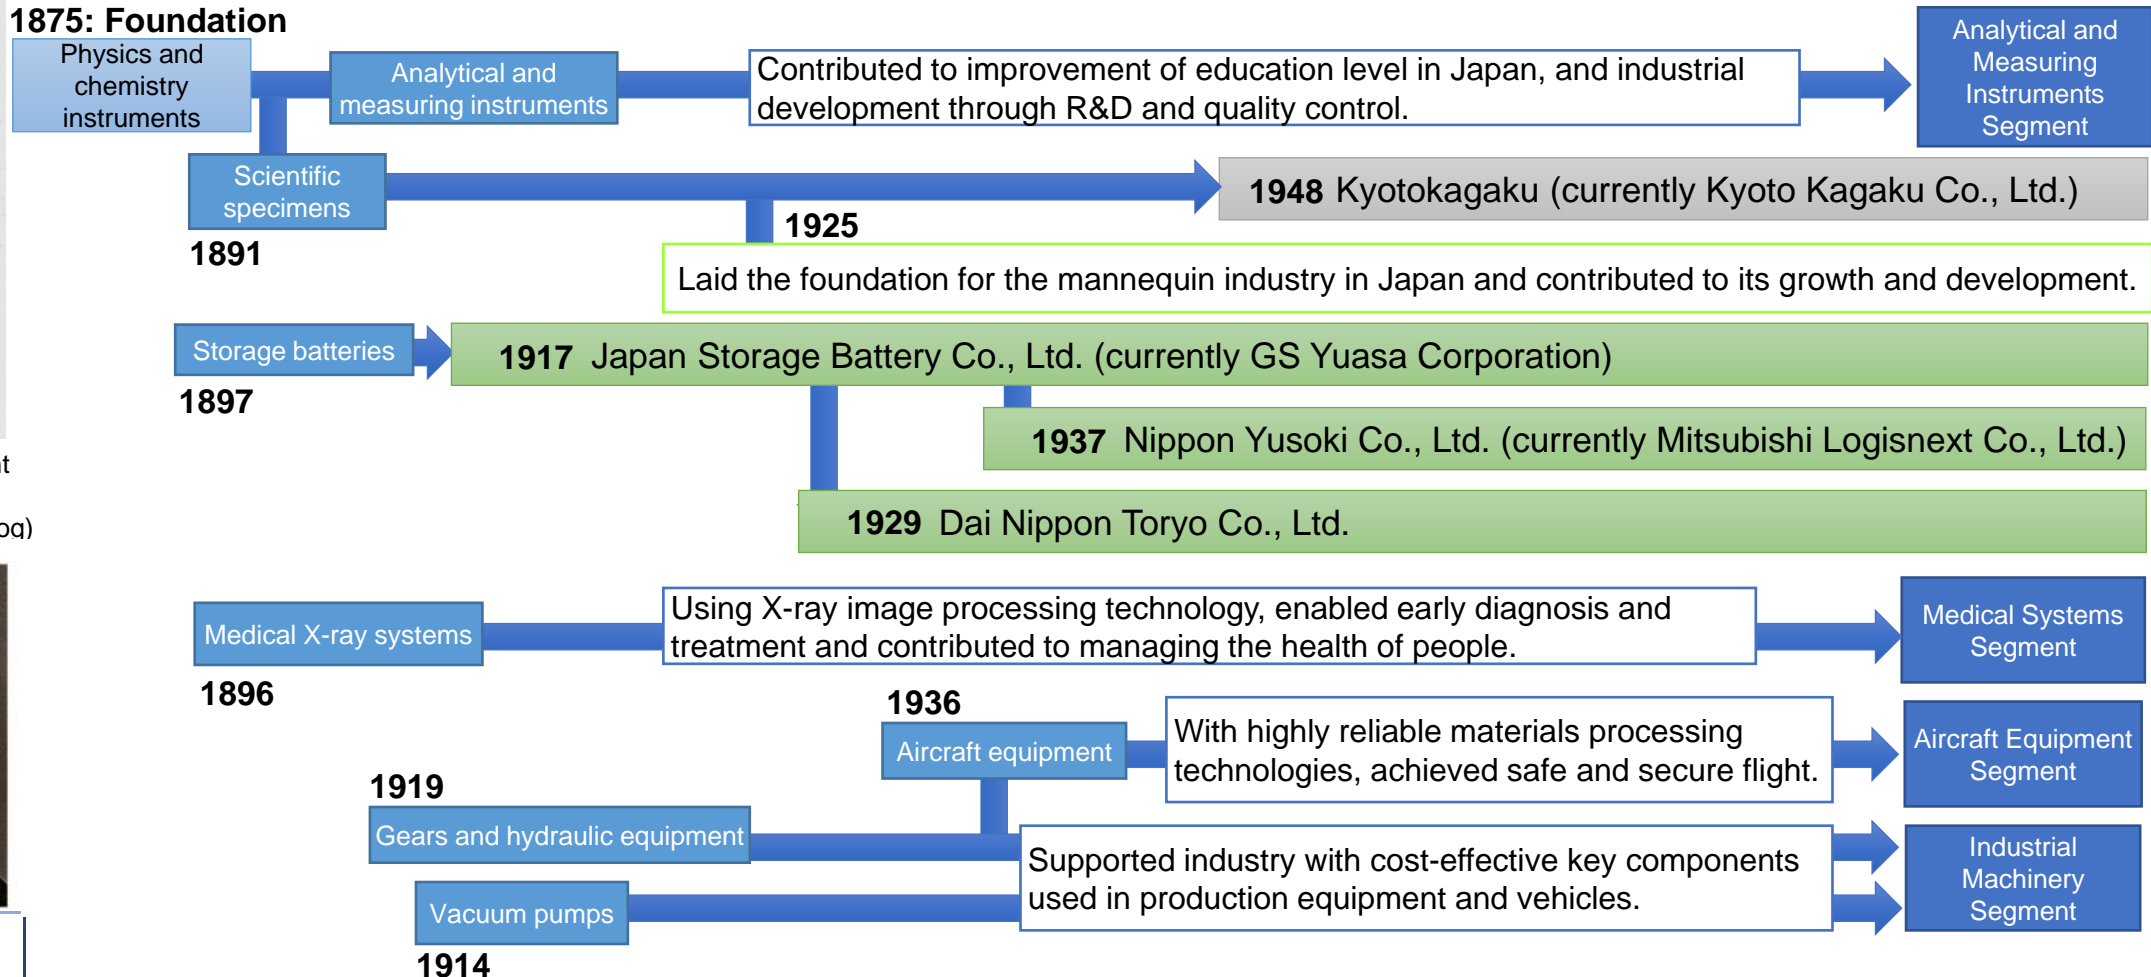 1875: Foundation
Physics and
chemistry
instruments
Analytical and
measuring instruments
Contributed to improvement of education level in Japan, and industrial
development through R&D and quality control.
Analytical and
Measuring
Instruments
Segment
Scientific
specimens
1891
1948 Kyotokagaku (currently Kyoto Kagaku Co., Ltd.)
1925
Laid the foundation for the mannequin industry in Japan and contributed to its growth and development.
Storage batteries
1897
1917 Japan Storage Battery Co., Ltd. (currently GS Yuasa Corporation)
1937 Nippon Yusoki Co., Ltd. (currently Mitsubishi Logisnext Co., Ltd.)
1929 Dai Nippon Toryo Co., Ltd.
Medical X-ray systems
1896
Using X-ray image processing technology, enabled early diagnosis and
treatment and contributed to managing the health of people.
Medical Systems
Segment
1936
Aircraft equipment
With highly reliable materials processing
technologies, achieved safe and secure flight.
Aircraft Equipment
Segment
1919
Gears and hydraulic equipment
Supported industry with cost-effective key components
used in production equipment and vehicles.
Industrial
Machinery
Segment
Vacuum pumps
1914